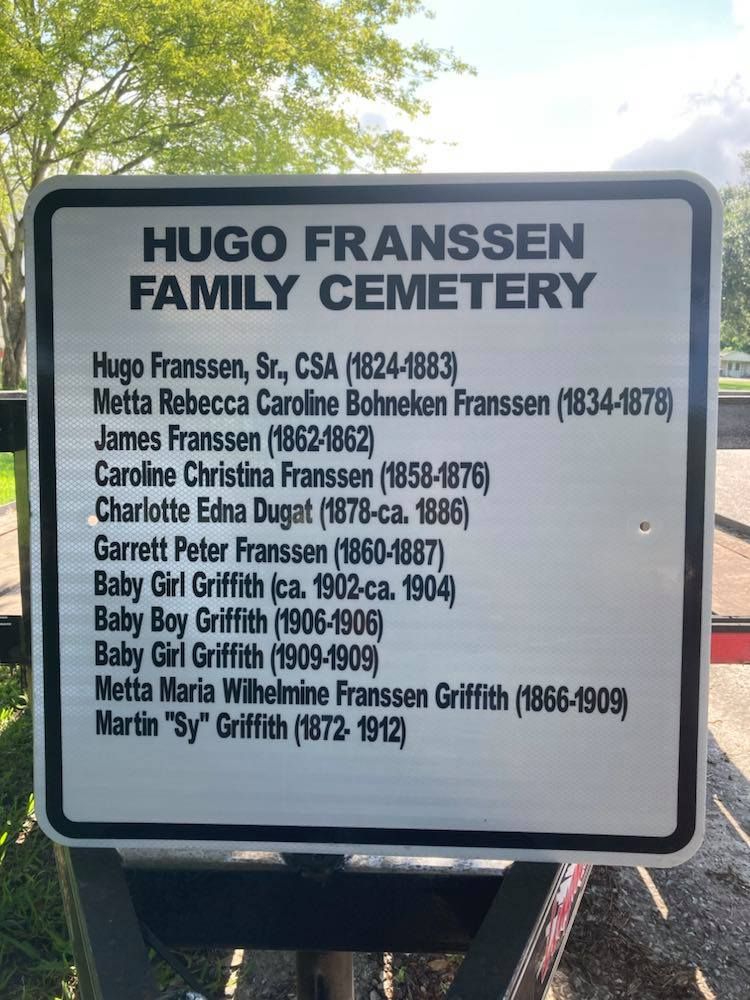 HUGO FRANSSEN
FAMILY CEMETERY
Hugo Franssen, Sr., CSA (1824-1883)
Metta Rebecca Caroline Bohneken Franssen (1834-1878)
James Franssen (1862-1862)
Caroline Christina Franssen (1858-1876)
Charlotte Edna Dugat (1878-ca. 1886)
Garrett Peter Franssen (1860-1887)
Baby Girl Griffith (ca. 1902-ca. 1904)
Baby Boy Griffith (1906-1906)
Baby Girl Griffith (1909-1909)
Metta Maria Wilhelmine Franssen Griffith (1866-1909)
Martin "Sy" Griffith (1872- 1912)